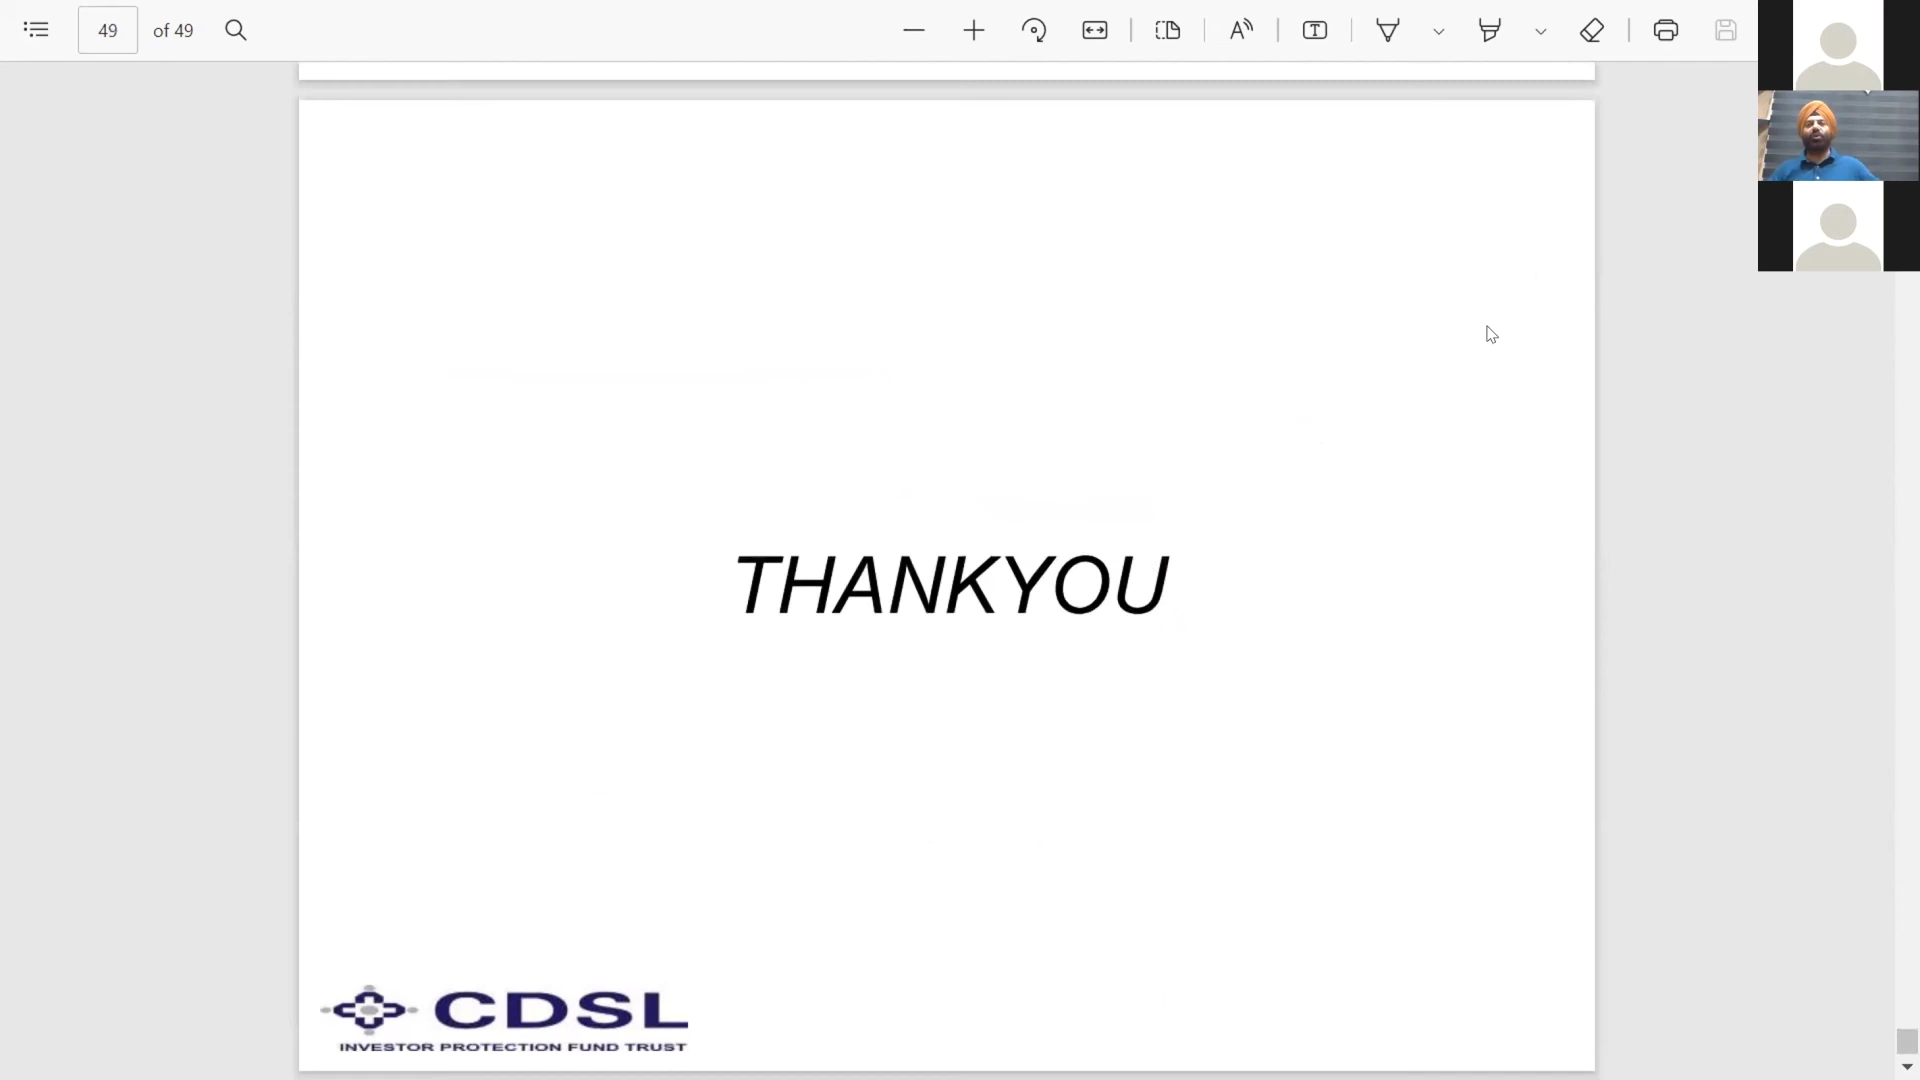 49 of 49
THANKYOU
CDSL
INVESTOR PROTECTION FUND TRUST